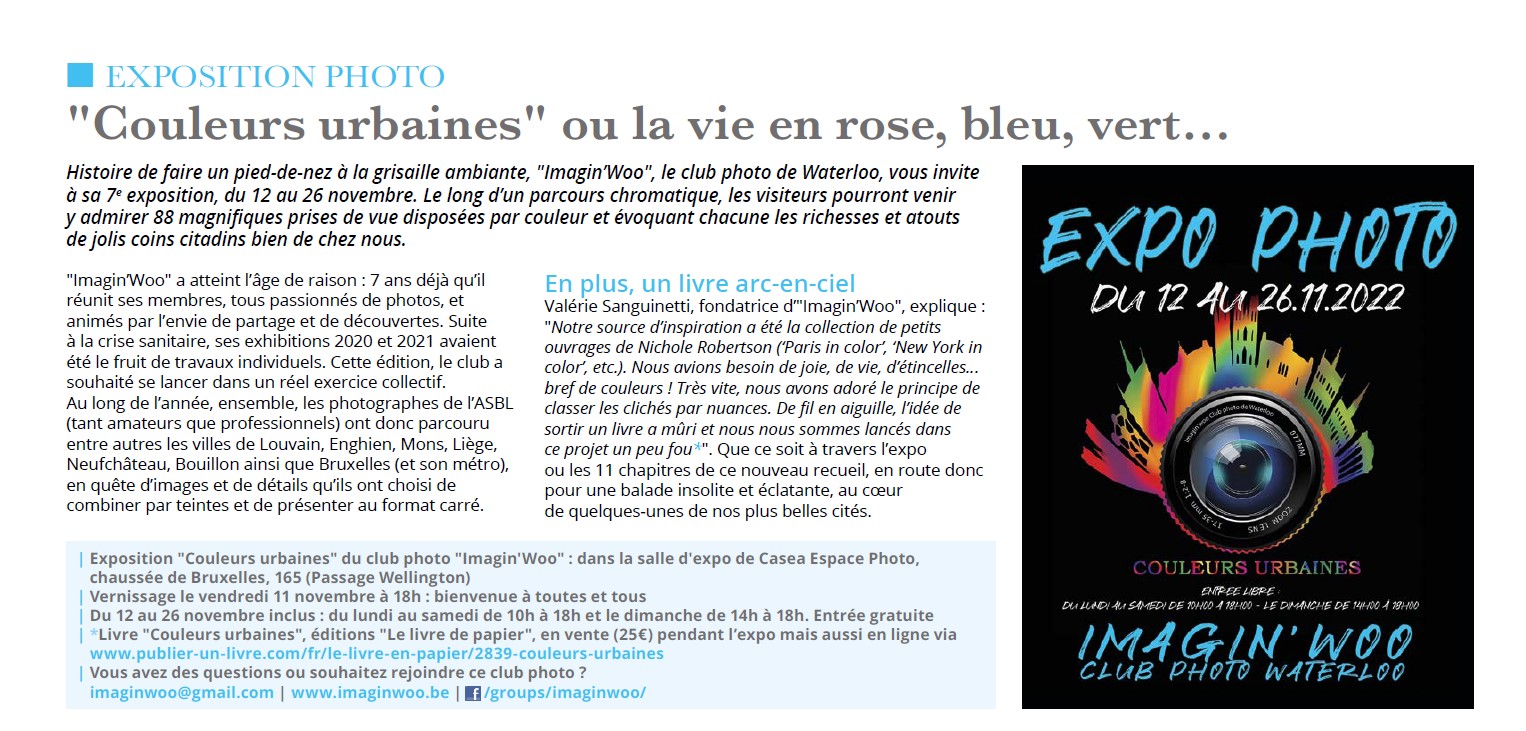 EXPOSITION PHOTO
"Couleurs urbaines" ou la vie en rose, bleu, vert…
Histoire de faire un pied-de-nez à la grisaille ambiante, "Imagin’Woo", le club photo de Waterloo, vous invite
à sa 7e exposition, du 12 au 26 novembre. Le long d’un parcours chromatique, les visiteurs pourront venir
y admirer 88 magnifiques prises de vue disposées par couleur et évoquant chacune les richesses et atouts
de jolis coins citadins bien de chez nous.
"Imagin’Woo" a atteint l’âge de raison : 7 ans déjà qu’il
réunit ses membres, tous passionnés de photos, et
animés par l’envie de partage et de découvertes. Suite
à la crise sanitaire, ses exhibitions 2020 et 2021 avaient
été le fruit de travaux individuels. Cette édition, le club a
souhaité se lancer dans un réel exercice collectif.
Au long de l’année, ensemble, les photographes de l’ASBL
(tant amateurs que professionnels) ont donc parcouru
entre autres les villes de Louvain, Enghien, Mons, Liège,
Neufchâteau, Bouillon ainsi que Bruxelles (et son métro),
en quête d’images et de détails qu’ils ont choisi de
combiner par teintes et de présenter au format carré.
En plus, un livre arc-en-ciel
Valérie Sanguinetti, fondatrice d’"Imagin’Woo", explique :
"Notre source d’inspiration a été la collection de petits
ouvrages de Nichole Robertson (‘Paris in color’, ‘New York in
color’, etc.). Nous avions besoin de joie, de vie, d’étincelles…
bref de couleurs ! Très vite, nous avons adoré le principe de
classer les clichés par nuances. De fil en aiguille, l’idée de
sortir un livre a mûri et nous nous sommes lancés dans
ce projet un peu fou*". Que ce soit à travers l’expo
ou les 11 chapitres de ce nouveau recueil, en route donc
pour une balade insolite et éclatante, au cœur
de quelques-unes de nos plus belles cités.
| Exposition "Couleurs urbaines" du club photo "Imagin'Woo" : dans la salle d'expo de Casea Espace Photo,
chaussée de Bruxelles, 165 (Passage Wellington)
| Vernissage le vendredi 11 novembre à 18h : bienvenue à toutes et tous
| Du 12 au 26 novembre inclus : du lundi au samedi de 10h à 18h et le dimanche de 14h à 18h. Entrée gratuite
| *Livre "Couleurs urbaines", éditions "Le livre de papier", en vente (25€) pendant l’expo mais aussi en ligne via
www.publier-un-livre.com/fr/le-livre-en-papier/2839-couleurs-urbaines
| Vous avez des questions ou souhaitez rejoindre ce club photo ?
imaginwoo@gmail.com | www.imaginwoo.be | f /groups/imaginwoo/
EXPO PHOTO
DU 12 AU 26.11.2022
Imagin'woo Club photo de Waterloo
077MM
17-35 mm 1:2-8
ZOOM LENS
COULEURS URBAINES
ENTREE LIBRE :
DU LUNDI AU SAMEDI DE 10H00 A 18H00 - LE DIMANCHE DE 14H00 A 18H00
IMAGIN'WOO
CLUB PHOTO WATERLOO